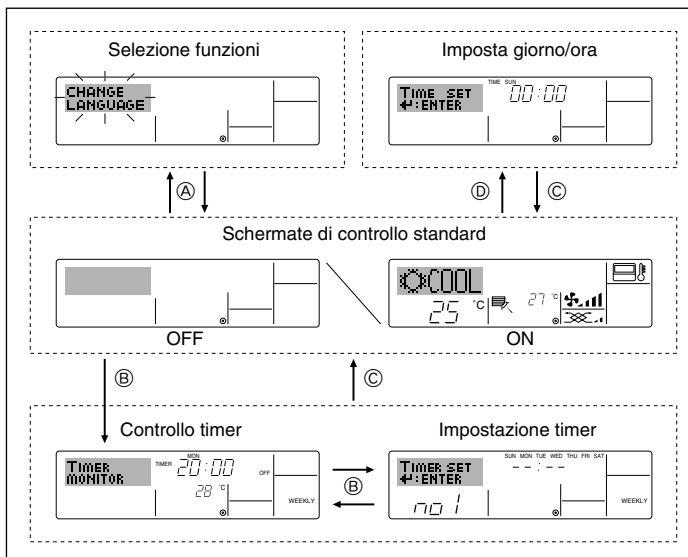 Selezione funzioni
CHANGE
LANGUAGE
Imposta giorno/ora
TIME SUN
TIME SET 00:00
↵:ENTER
Ⓐ
Ⓓ
Ⓒ
Schermate di controllo standard
COOL
25 °C
27 °C
OFF
ON
Ⓑ
Ⓒ
Controllo timer
MON
TIMER TIMER 20:00 OFF
MONITOR
28 °C
WEEKLY
Ⓑ
Impostazione timer
SUN MON TUE WED THU FRI SAT
TIMER SET --:--
↵:ENTER
no 1
WEEKLY